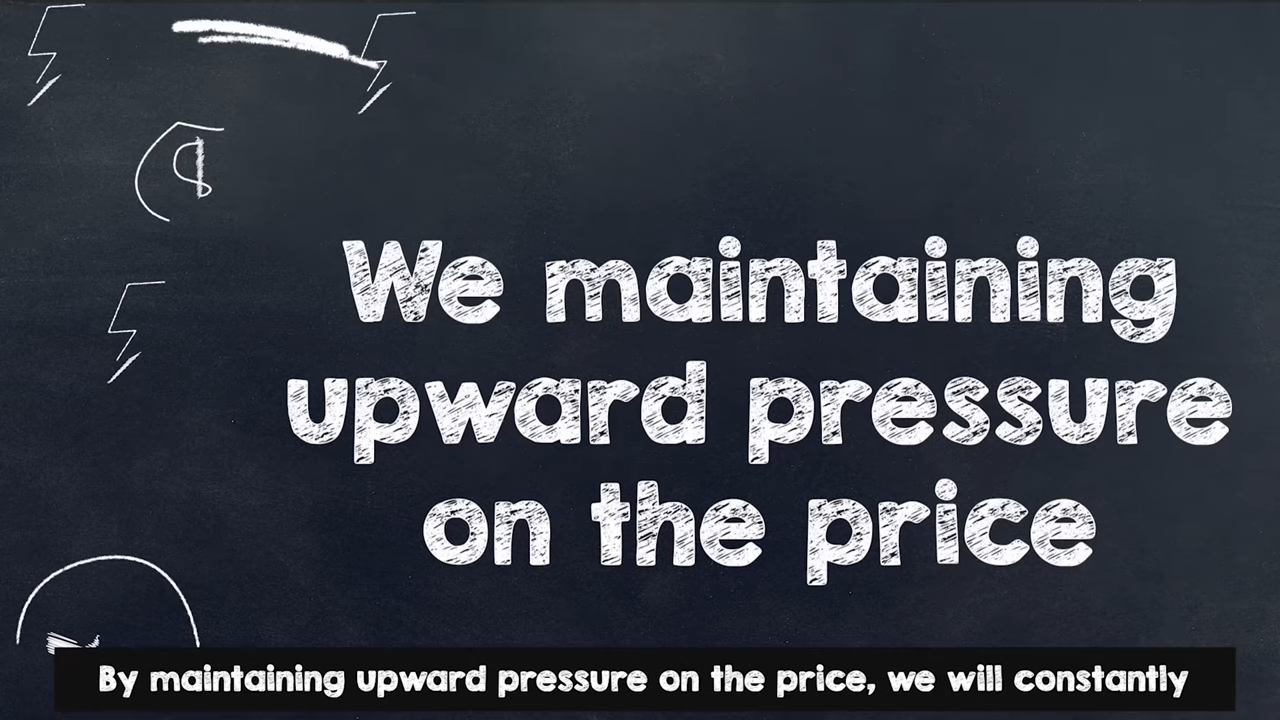 We maintaining
upward pressure
on the price
By maintaining upward pressure on the price, we will constantly